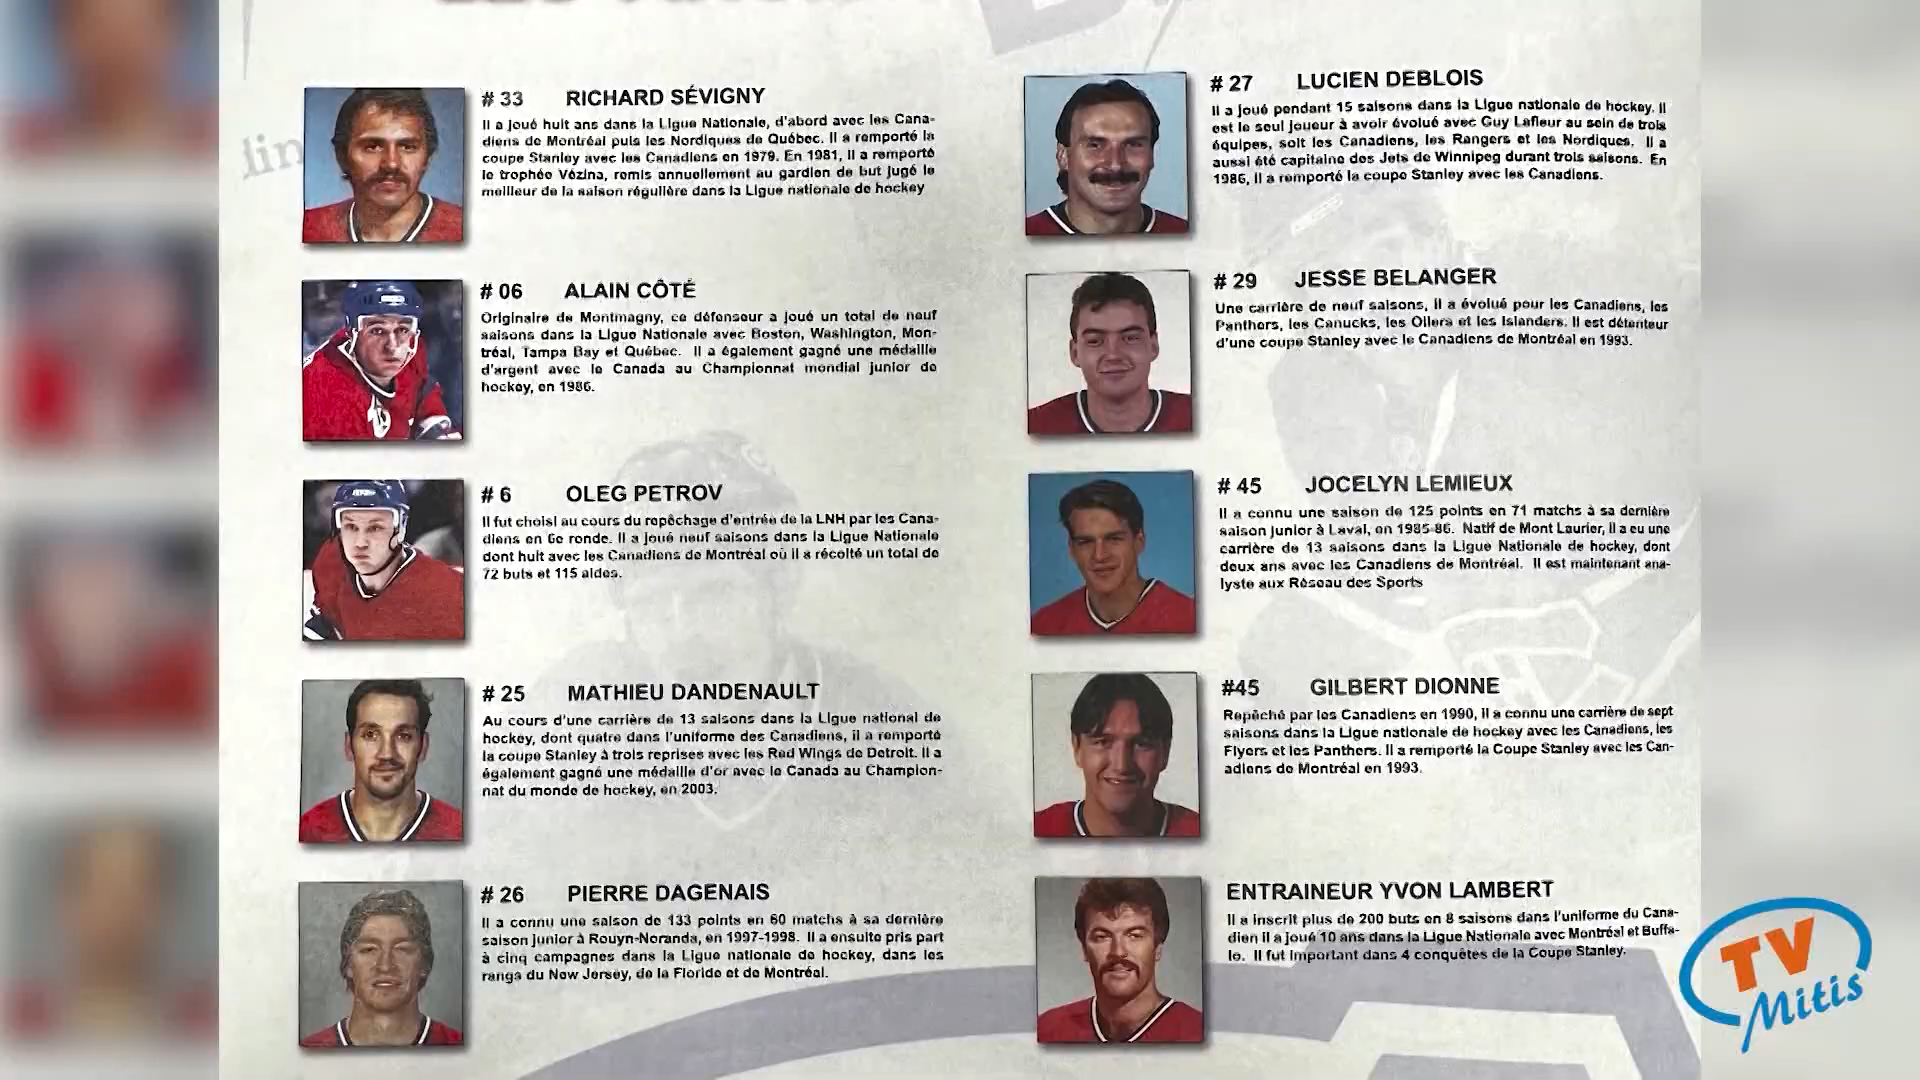 # 33 RICHARD SÉVIGNY
Il a joué huit ans dans la Ligue Nationale, d'abord avec les Cana-
diens de Montréal puis les Nordiques de Québec. Il a remporté la
coupe Stanley avec les Canadiens en 1979. En 1981, il a remporté
le trophée Vézina, remis annuellement au gardien de but jugé le
meilleur de la saison régulière dans la Ligue nationale de hockey
# 06 ALAIN CÔTÉ
Originaire de Montmagny, ce défenseur a joué un total de neuf
saisons dans la Ligue Nationale avec Boston, Washington, Mon-
tréal, Tampa Bay et Québec. Il a également gagné une médaille
d'argent avec le Canada au Championnat mondial junior de
hockey, en 1986.
# 6 OLEG PETROV
Il fut choisi au cours du repêchage d'entrée de la LNH par les Cana-
diens en 6e ronde. Il a joué neuf saisons dans la Ligue Nationale
dont huit avec les Canadiens de Montréal où il a récolté un total de
72 buts et 115 aides.
# 25 MATHIEU DANDENAULT
Au cours d'une carrière de 13 saisons dans la Ligue national de
hockey, dont quatre dans l'uniforme des Canadiens, il a remporté
la coupe Stanley à trois reprises avec les Red Wings de Detroit. Il a
également gagné une médaille d'or avec le Canada au Champion-
nat du monde de hockey, en 2003.
# 26 PIERRE DAGENAIS
Il a connu une saison de 133 points en 60 matchs à sa dernière
saison junior à Rouyn-Noranda, en 1997-1998. Il a ensuite pris part
à cinq campagnes dans la Ligue nationale de hockey, dans les
rangs du New Jersey, de la Floride et de Montréal.
# 27 LUCIEN DEBLOIS
Il a joué pendant 15 saisons dans la Ligue nationale de hockey. Il
est le seul joueur à avoir évolué avec Guy Lafleur au sein de trois
équipes, soit les Canadiens, les Rangers et les Nordiques. Il a
aussi été capitaine des Jets de Winnipeg durant trois saisons. En
1986, il a remporté la coupe Stanley avec les Canadiens.
# 29 JESSE BELANGER
Une carrière de neuf saisons, il a évolué pour les Canadiens, les
Panthers, les Canucks, les Oilers et les Islanders. Il est détenteur
d'une coupe Stanley avec le Canadiens de Montréal en 1993.
# 45 JOCELYN LEMIEUX
Il a connu une saison de 125 points en 71 matchs à sa dernière
saison junior à Laval, en 1985-86. Natif de Mont Laurier, il a eu une
carrière de 13 saisons dans la Ligue Nationale de hockey, dont
deux ans avec les Canadiens de Montréal. Il est maintenant ana-
lyste aux Réseau des Sports
#45 GILBERT DIONNE
Repêché par les Canadiens en 1990, il a connu une carrière de sept
saisons dans la Ligue nationale de hockey avec les Canadiens, les
Flyers et les Panthers. Il a remporté la Coupe Stanley avec les Can-
adiens de Montréal en 1993.
ENTRAINEUR YVON LAMBERT
Il a inscrit plus de 200 buts en 8 saisons dans l'uniforme du Cana-
dien il a joué 10 ans dans la Ligue Nationale avec Montréal et Buffa-
lo. Il fut important dans 4 conquêtes de la Coupe Stanley.
TV
Mitis